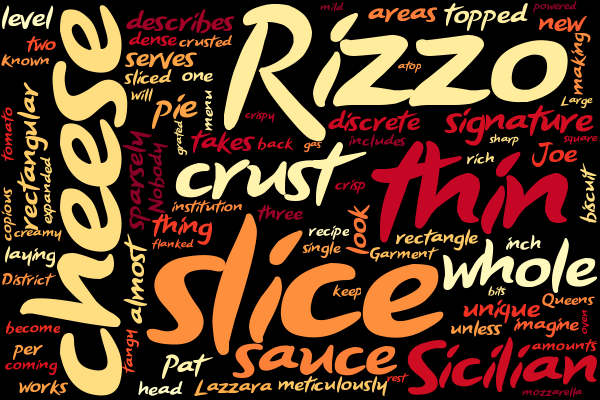 level
two
known
cheese
describes
dense crusted
serves
sliced one
will
pie
menu
grated
mild
Rizzo
atop
areas
topped
powered
new
making
Large
tomato
rectangular
expanded
copious
creamy
sparsely
Nobody
takes back
gas
crispy
discrete
includes
signature
sharp
square
crust
crisp
thin
rich
Joe
biscuit
institution
three
thing
flanked
look
recipe
single
rectangle
Garment
inch
whole
bits
laying
District
almost
slice
keep
unique
Queens
unless
imagine
oven
become
per
coming
works
tangy
Pat
head
sauce
Lazzara meticulously
rest
Sicilian
amounts
mozzarella